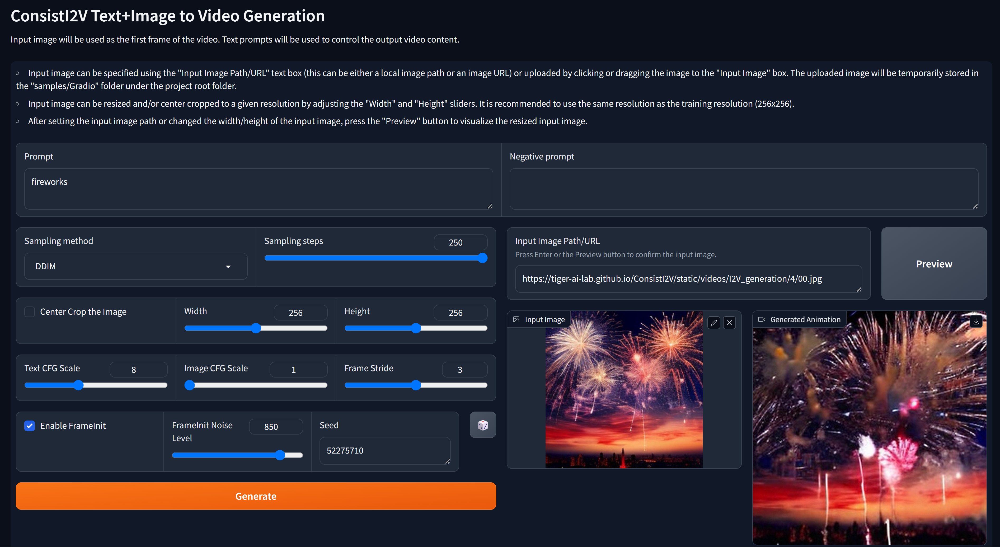 ConsistI2V Text+Image to Video Generation
Input image will be used as the first frame of the video. Text prompts will be used to control the output video content.
Input image can be specified using the "Input Image Path/URL" text box (this can be either a local image path or an image URL) or uploaded by clicking or dragging the image to the "Input Image" box. The uploaded image will be temporarily stored in
the "samples/Gradio" folder under the project root folder.
Input image can be resized and/or center cropped to a given resolution by adjusting the "Width" and "Height" sliders. It is recommended to use the same resolution as the training resolution (256x256).
After setting the input image path or changed the width/height of the input image, press the "Preview" button to visualize the resized input image.
Prompt
fireworks
Negative prompt
Sampling method
DDIM
Sampling steps
250
Input Image Path/URL
Press Enter or the Preview button to confirm the input image.
https://tiger-ai-lab.github.io/ConsistI2V/static/videos/I2V_generation/4/00.jpg
Preview
Center Crop the Image
Width
256
Height
256
Input Image
Generated Animation
Text CFG Scale
8
Image CFG Scale
1
Frame Stride
3
Enable FrameInit
FrameInit Noise
Level
850
Seed
52275710
Generate